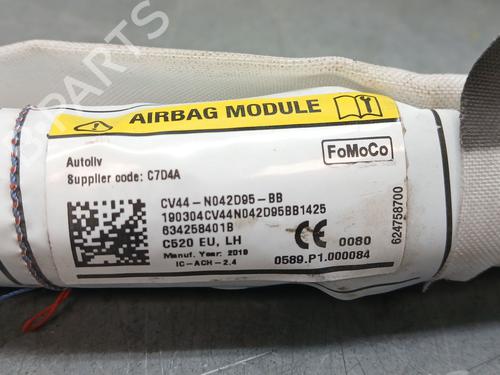 B-PARTS
AIRBAG MODULE
Autoliv
Supplier code: C7D4A
FoMoCo
CV44-N042D95-BB
190304CV44N042D95BB1425
634258401B
C520 EU, LH
Manuf. Year: 2019
IC-ACH-2.4
CE 0080
0589.P1.000084
624758700